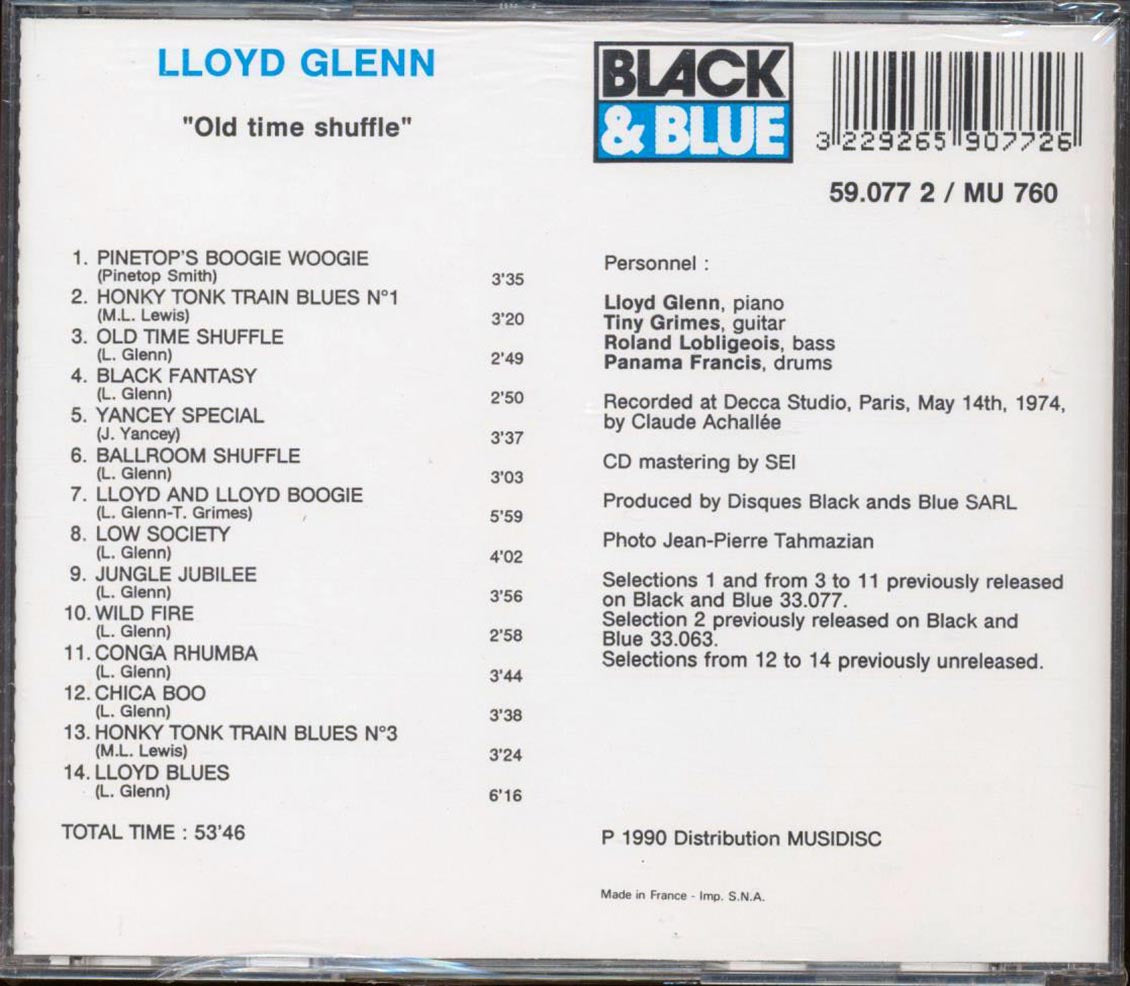 LLOYD GLENN
"Old time shuffle"
BLACK
& BLUE
3 229265 907726
59.077 2 / MU 760
1. PINETOP'S BOOGIE WOOGIE
(Pinetop Smith) 3'35
2. HONKY TONK TRAIN BLUES N°1
(M.L. Lewis) 3'20
3. OLD TIME SHUFFLE
(L. Glenn) 2'49
4. BLACK FANTASY
(L. Glenn) 2'50
5. YANCEY SPECIAL
(J. Yancey) 3'37
6. BALLROOM SHUFFLE
(L. Glenn) 3'03
7. LLOYD AND LLOYD BOOGIE
(L. Glenn-T. Grimes) 5'59
8. LOW SOCIETY
(L. Glenn) 4'02
9. JUNGLE JUBILEE
(L. Glenn) 3'56
10. WILD FIRE
(L. Glenn) 2'58
11. CONGA RHUMBA
(L. Glenn) 3'44
12. CHICA BOO
(L. Glenn) 3'38
13. HONKY TONK TRAIN BLUES N°3
(M.L. Lewis) 3'24
14. LLOYD BLUES
(L. Glenn) 6'16
TOTAL TIME : 53'46
Personnel :
Lloyd Glenn, piano
Tiny Grimes, guitar
Roland Lobligeois, bass
Panama Francis, drums
Recorded at Decca Studio, Paris, May 14th, 1974,
by Claude Achallée
CD mastering by SEI
Produced by Disques Black ands Blue SARL
Photo Jean-Pierre Tahmazian
Selections 1 and from 3 to 11 previously released
on Black and Blue 33.077.
Selection 2 previously released on Black and
Blue 33.063.
Selections from 12 to 14 previously unreleased.
P 1990 Distribution MUSIDISC
Made in France - Imp. S.N.A.